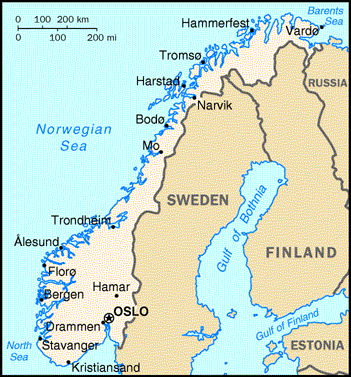 0 100 200 km
0 100 200 mi
Hammerfest
Barents
Sea
Vardø
Tromsø
RUSSIA
Harstad
Narvik
Bodø
Norwegian
Sea
Mo
SWEDEN
Gulf of Bothnia
Trondheim
Ålesund
FINLAND
Florø
Hamar
Bergen
OSLO
Drammen
Gulf of Finland
North
Sea
Stavanger
ESTONIA
Kristiansand